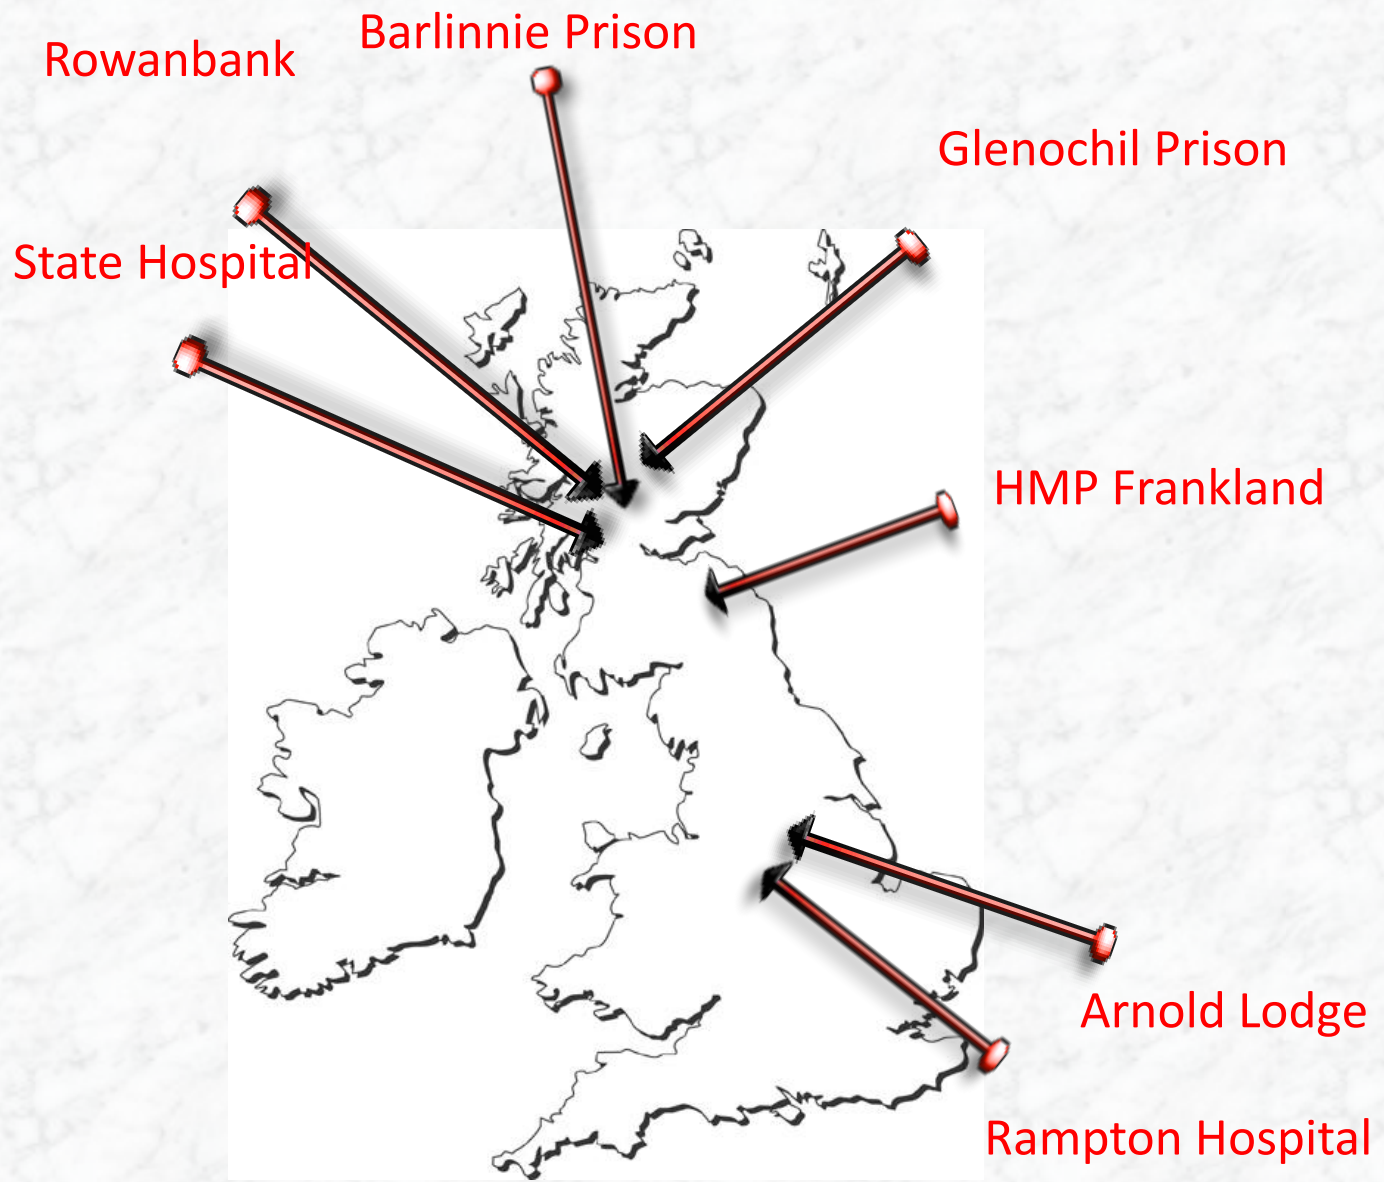 Barlinnie Prison
Rowanbank
Glenochil Prison
State Hospital
HMP Frankland
Arnold Lodge
Rampton Hospital